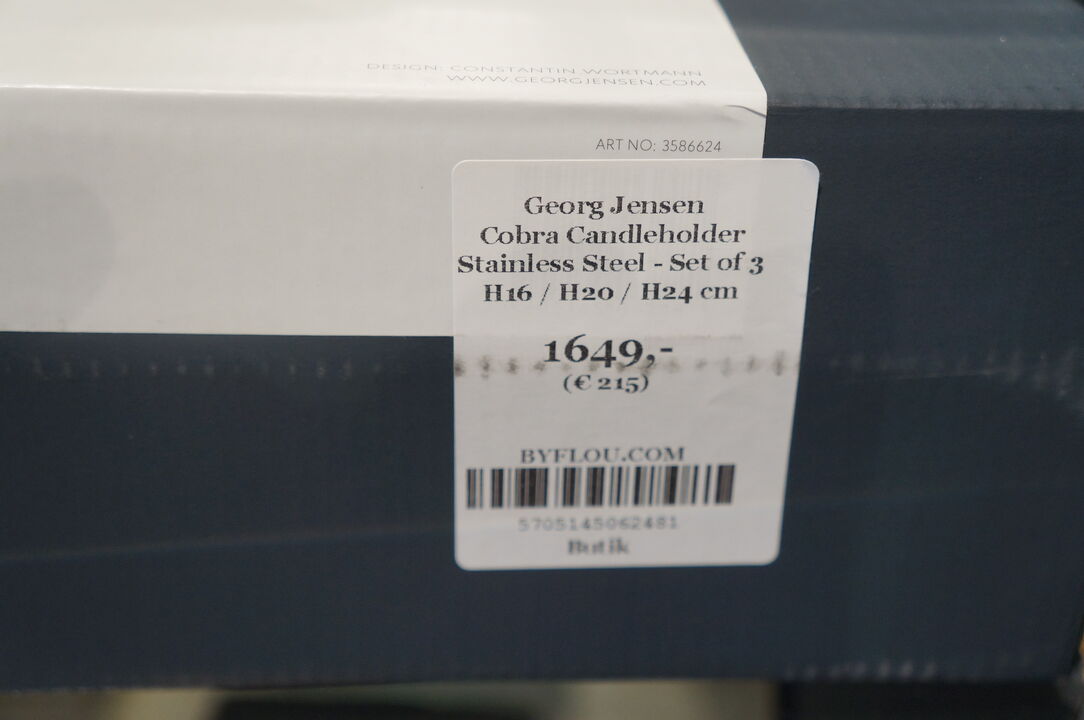 DESIGN: CONSTANTIN WORTMANN
WWW.GEORGJENSEN.COM
ART NO: 3586624
Georg Jensen
Cobra Candleholder
Stainless Steel - Set of 3
H16 / H20 / H24 cm
1649,-
(€ 215)
BYFLOU.COM
5705145062481
Butik